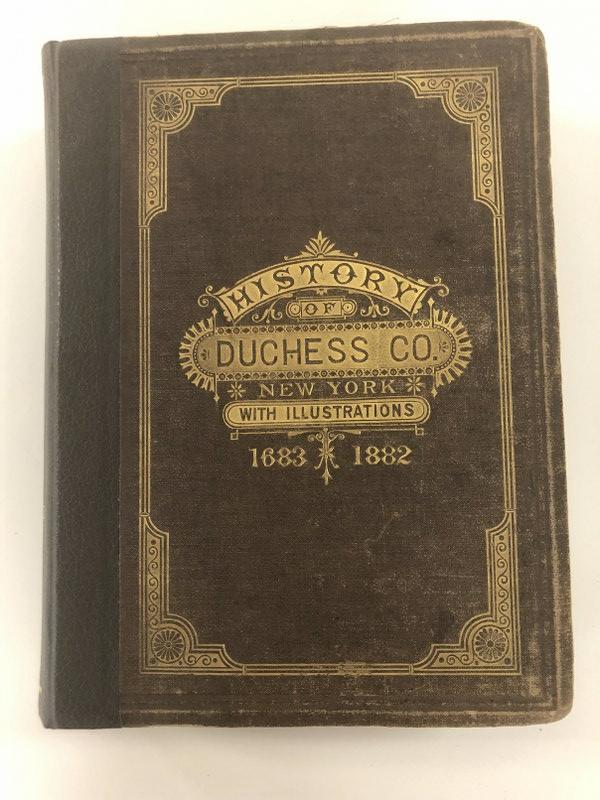 HISTORY
OF
DUCHESS CO.
NEW YORK
WITH ILLUSTRATIONS
1683 1882